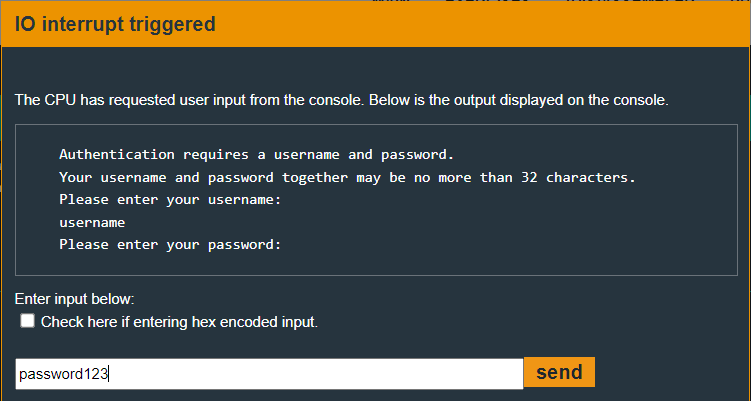 IO interrupt triggered
The CPU has requested user input from the console. Below is the output displayed on the console.
Authentication requires a username and password.
Your username and password together may be no more than 32 characters.
Please enter your username:
username
Please enter your password:
Enter input below:
Check here if entering hex encoded input.
password123
send